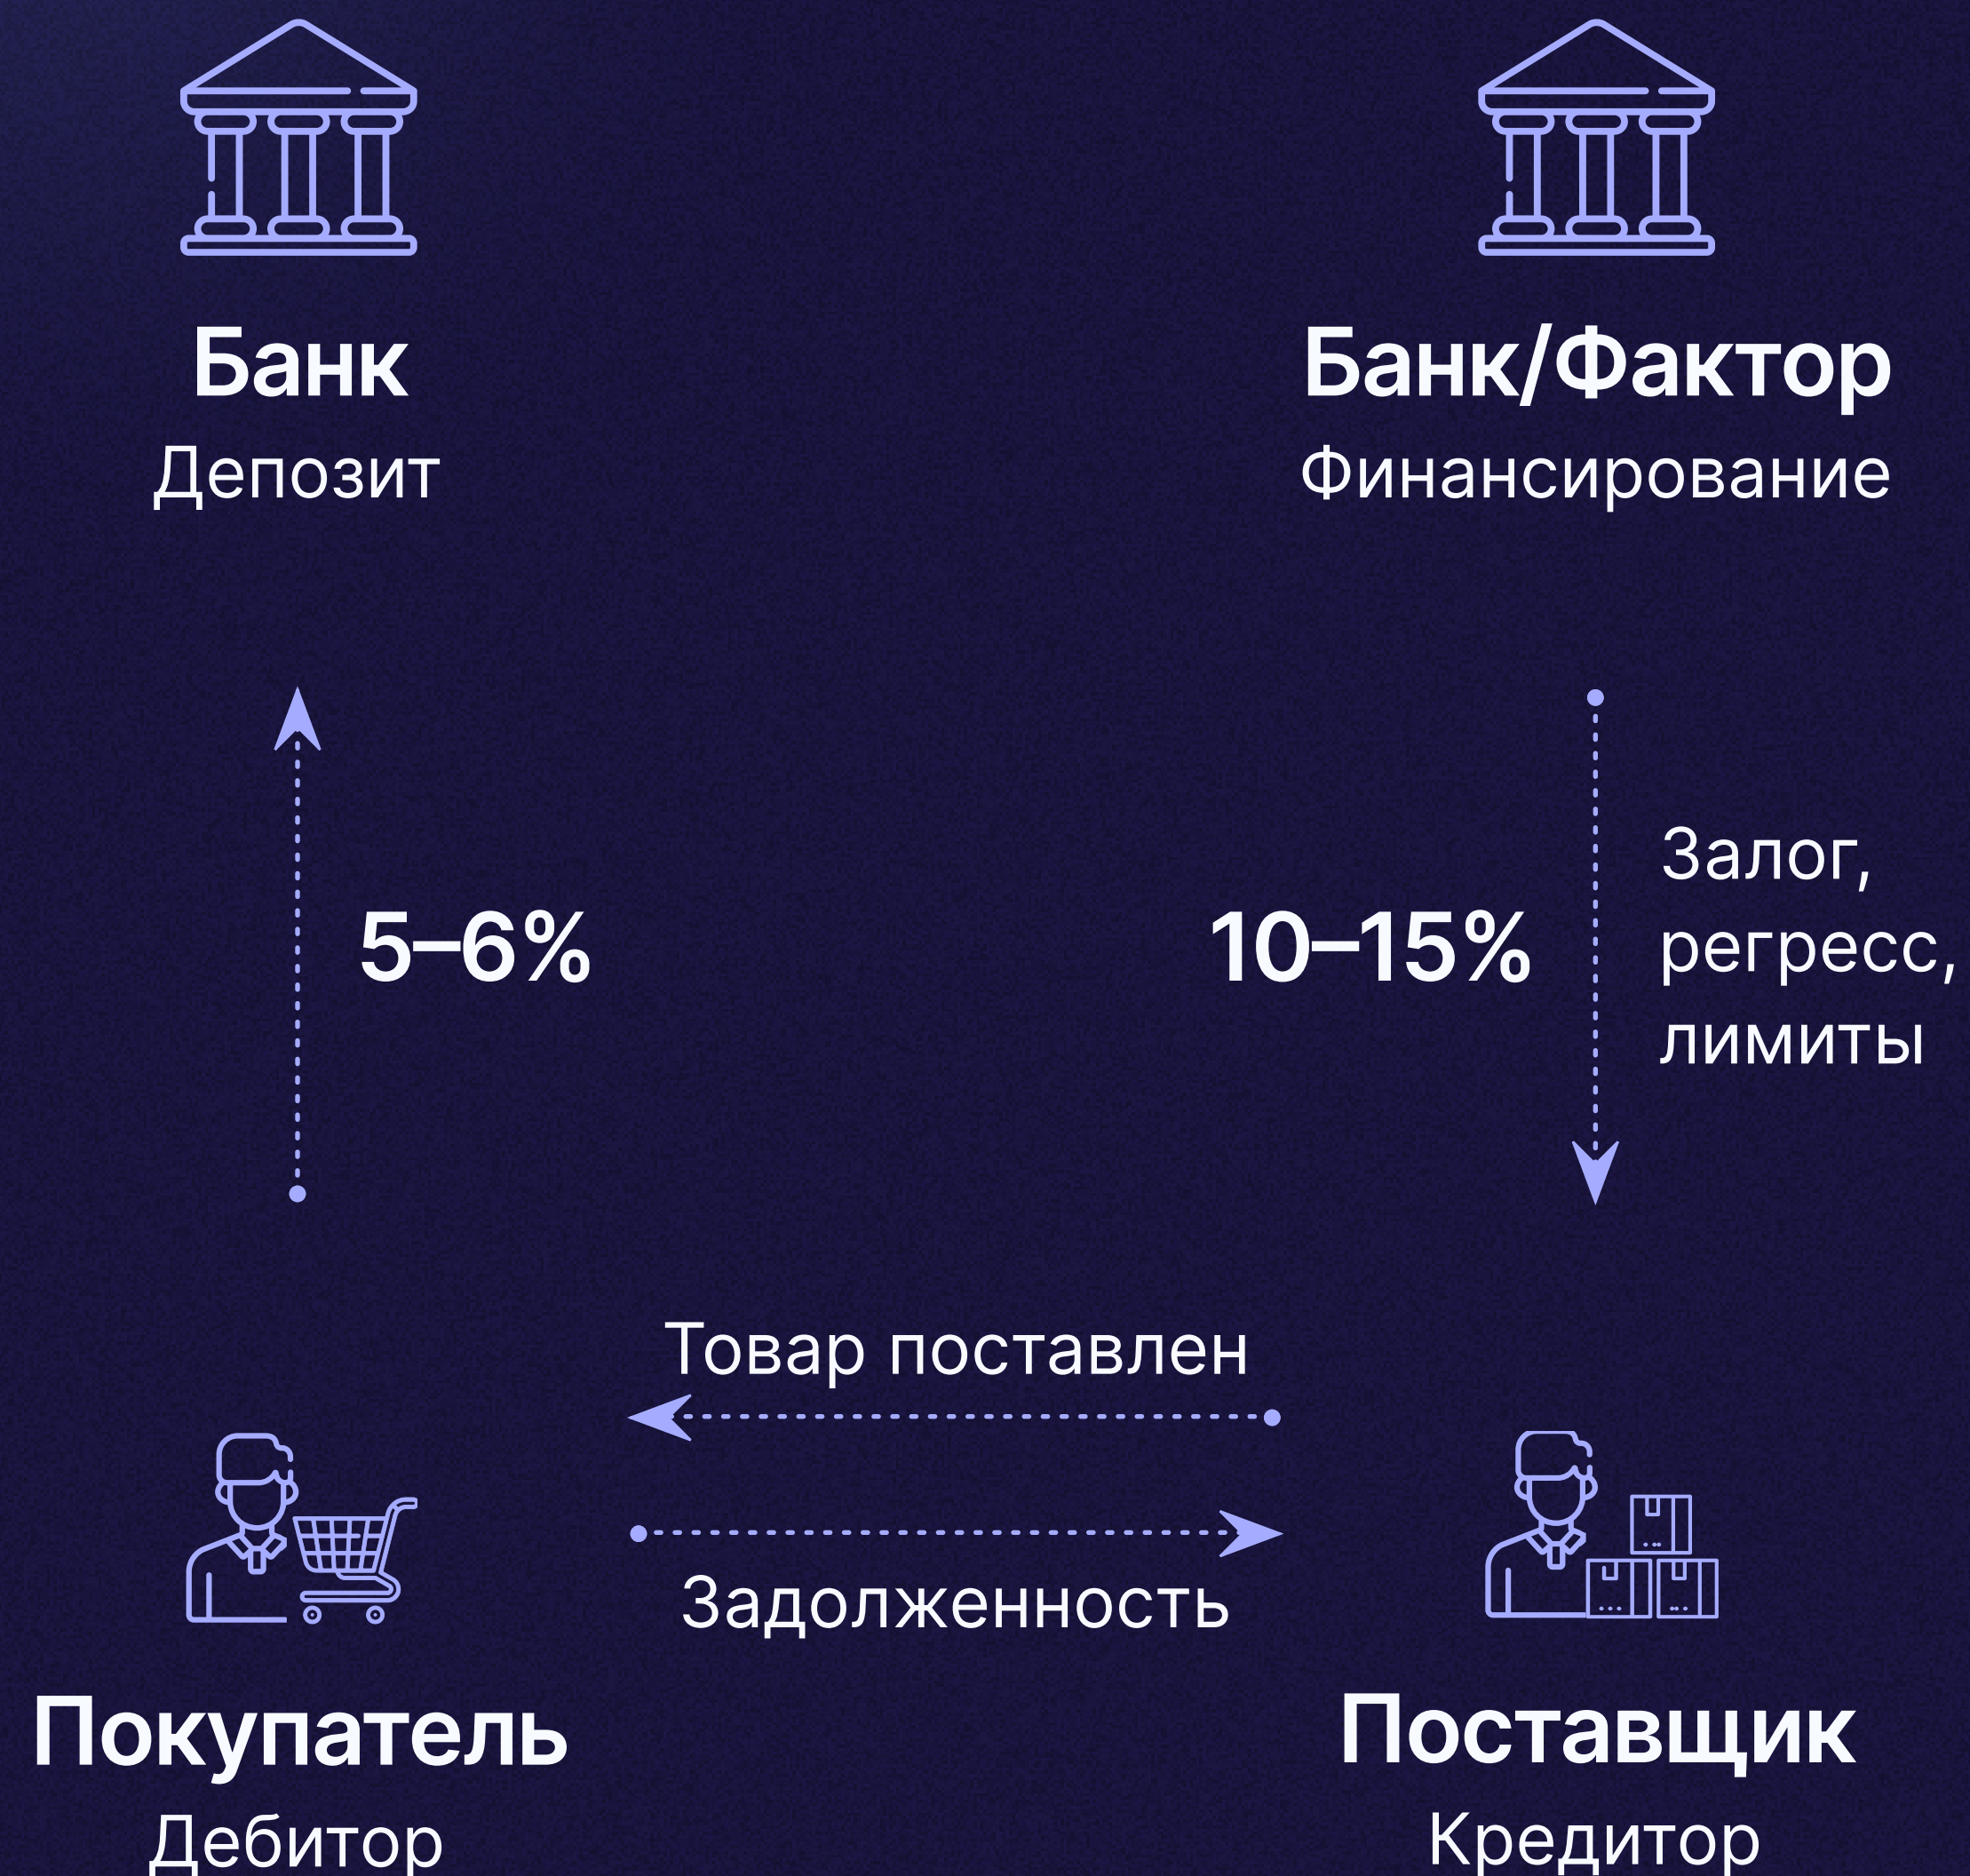 Банк
Депозит
Банк/Фактор
Финансирование
5–6%
10–15%
Залог,
регресс,
лимиты
Товар поставлен
Задолженность
Покупатель
Дебитор
Поставщик
Кредитор